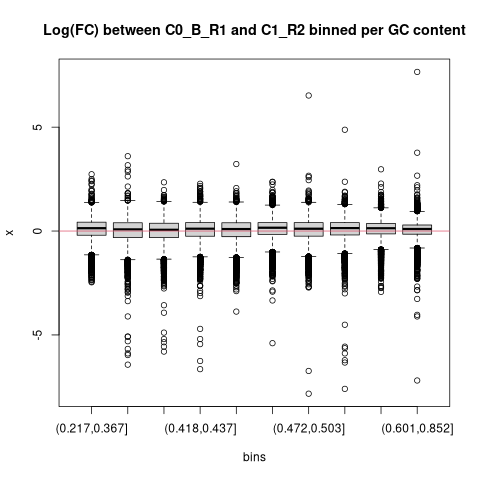 Log(FC) between C0_B_R1 and C1_R2 binned per GC content
5
0
-5
x
(0.217,0.367]
(0.418,0.437]
(0.472,0.503]
(0.601,0.852]
bins